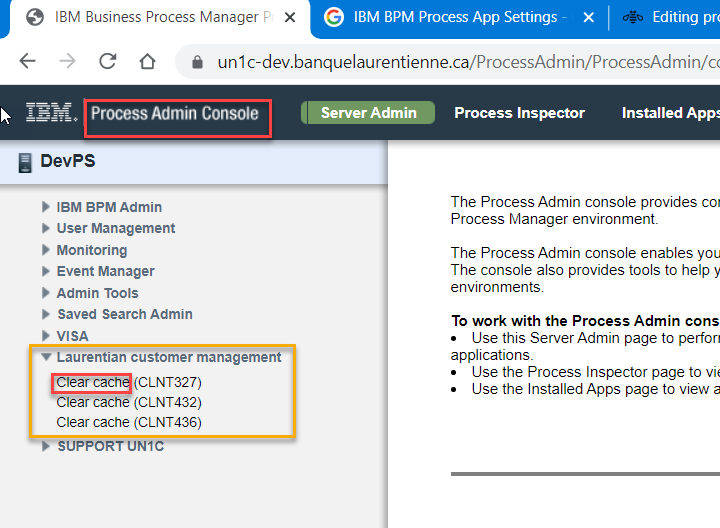 IBM Business Process Manager P
IBM BPM Process App Settings -
Editing pro
un1c-dev.banquelaurentienne.ca/ProcessAdmin/ProcessAdmin/co
IBM. Process Admin Console
Server Admin
Process Inspector
Installed Apps
DevPS
IBM BPM Admin
User Management
Monitoring
Event Manager
Admin Tools
Saved Search Admin
VISA
Laurentian customer management
Clear cache (CLNT327)
Clear cache (CLNT432)
Clear cache (CLNT436)
SUPPORT UN1C
The Process Admin console provides co
Process Manager environment.
The Process Admin console enables you
The console also provides tools to help y
environments.
To work with the Process Admin cons
• Use this Server Admin page to perfor
applications.
• Use the Process Inspector page to vie
• Use the Installed Apps page to view a